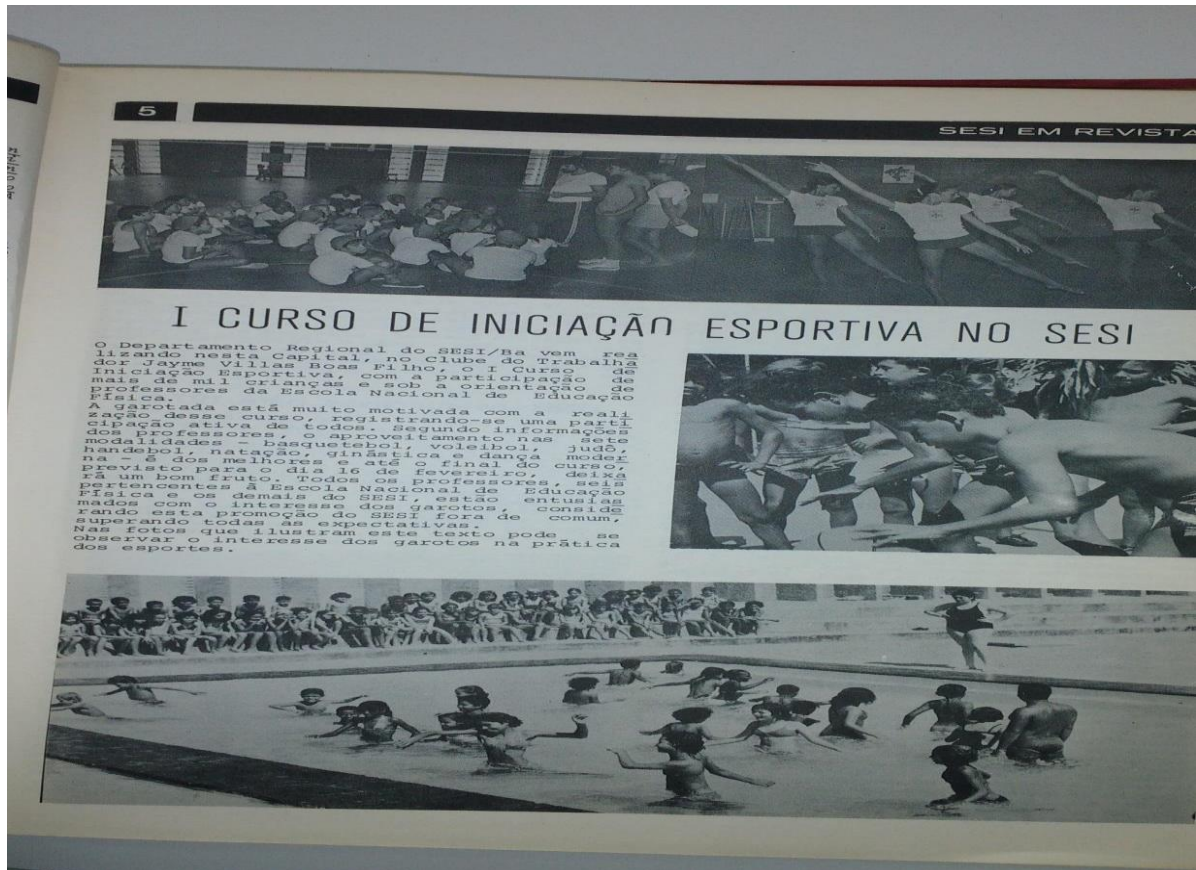 5
SESI EM REVISTA
I CURSO DE INICIAÇÃO ESPORTIVA NO SESI
O Departamento Regional do SESI/Ba vem rea
lizando nesta Capital, no Clube do Trabalha
dor Jayme Villas Boas Filho, o I Curso de
Iniciação Esportiva, com a participação de
mais de mil crianças e sob a orientação de
professores da Escola Nacional de Educação
Física.
A garotada está muito motivada com a reali
zação desse curso, registrando-se uma parti
cipação ativa de todos. Segundo informações
dos professores, o aproveitamento nas sete
modalidades - basquetebol, voleibol, judô,
handebol, natação, ginástica e dança moder
na - é dos melhores e até o final do curso,
previsto para o dia 16 de fevereiro, deixa
rá um bom fruto. Todos os professores, seis
pertencentes à Escola Nacional de Educação
Física e os demais do SESI, estão entusias
mados com o interesse dos garotos, conside
rando esta promoção do SESI fora de comum,
superando todas as expectativas.
Nas fotos que ilustram este texto pode se
observar o interesse dos garotos na prática
dos esportes.